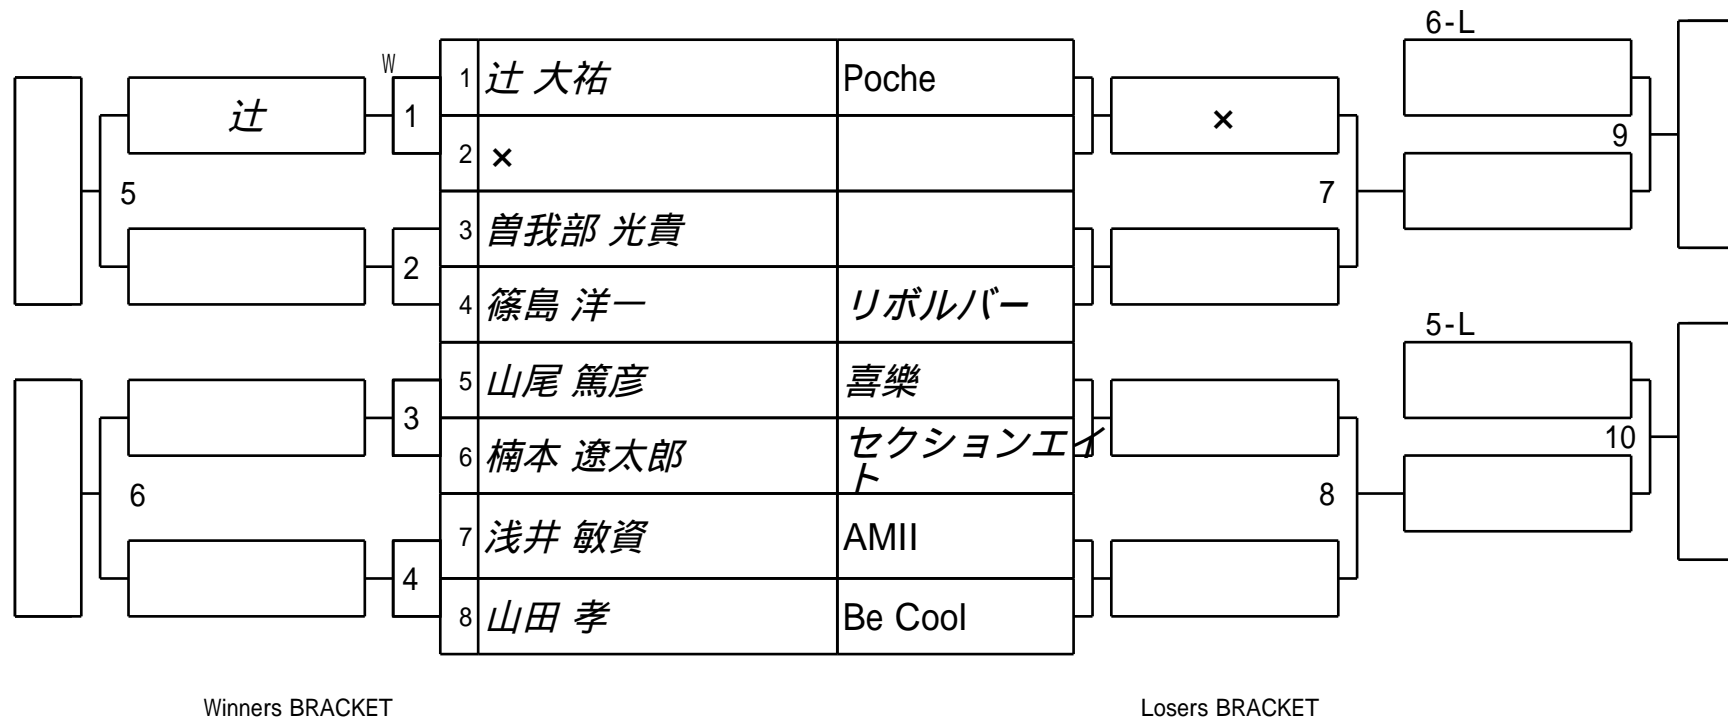 6-L
W
1 辻 大祐 Poche
辻 1 ×
2 × 9
5 7
3 曽我部 光貴
2
4 篠島 洋一 リボルバー
5-L
5 山尾 篤彦 喜樂
3
6 楠本 遼太郎 セクションエイ
ト
10
6 8
7 浅井 敏資 AMII
4
8 山田 孝 Be Cool
Winners BRACKET Losers BRACKET